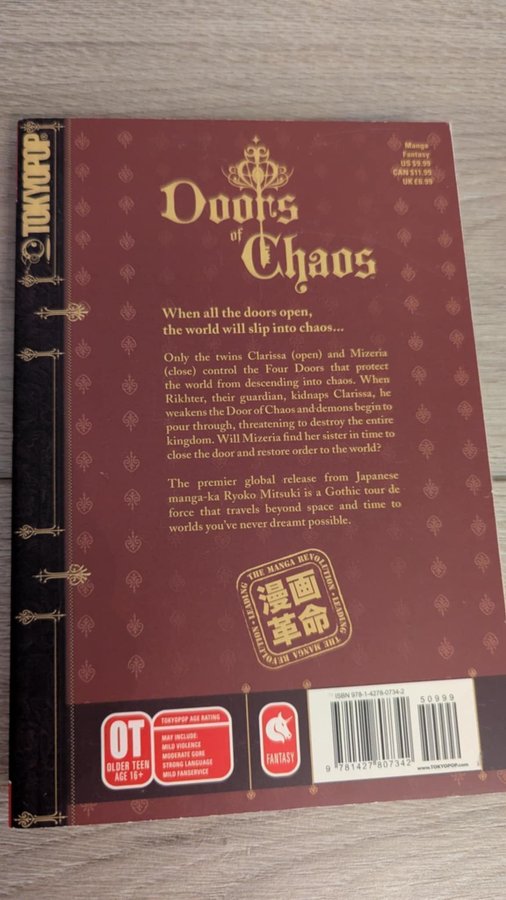 TOKYOPOP®
Manga
Fantasy
US $9.99
CAN $11.99
UK £6.99
Doors
of
Chaos™
When all the doors open,
the world will slip into chaos...
Only the twins Clarissa (open) and Mizeria
(close) control the Four Doors that protect
the world from descending into chaos. When
Rikhter, their guardian, kidnaps Clarissa, he
weakens the Door of Chaos and demons begin to
pour through, threatening to destroy the entire
kingdom. Will Mizeria find her sister in time to
close the door and restore order to the world?
The premier global release from Japanese
manga-ka Ryoko Mitsuki is a Gothic tour de
force that travels beyond space and time to
worlds you've never dreamt possible.
LEADING · THE MANGA REVOLUTION · LEADING · THE MANGA REVOLUTION ·
漫画
革命
OT
OLDER TEEN
AGE 16+
TOKYOPOP AGE RATING
MAY INCLUDE:
MILD VIOLENCE
MODERATE GORE
STRONG LANGUAGE
MILD FANSERVICE
FANTASY
ISBN 978-1-4278-0734-2
50999
9 781427 807342
www.TOKYOPOP.com